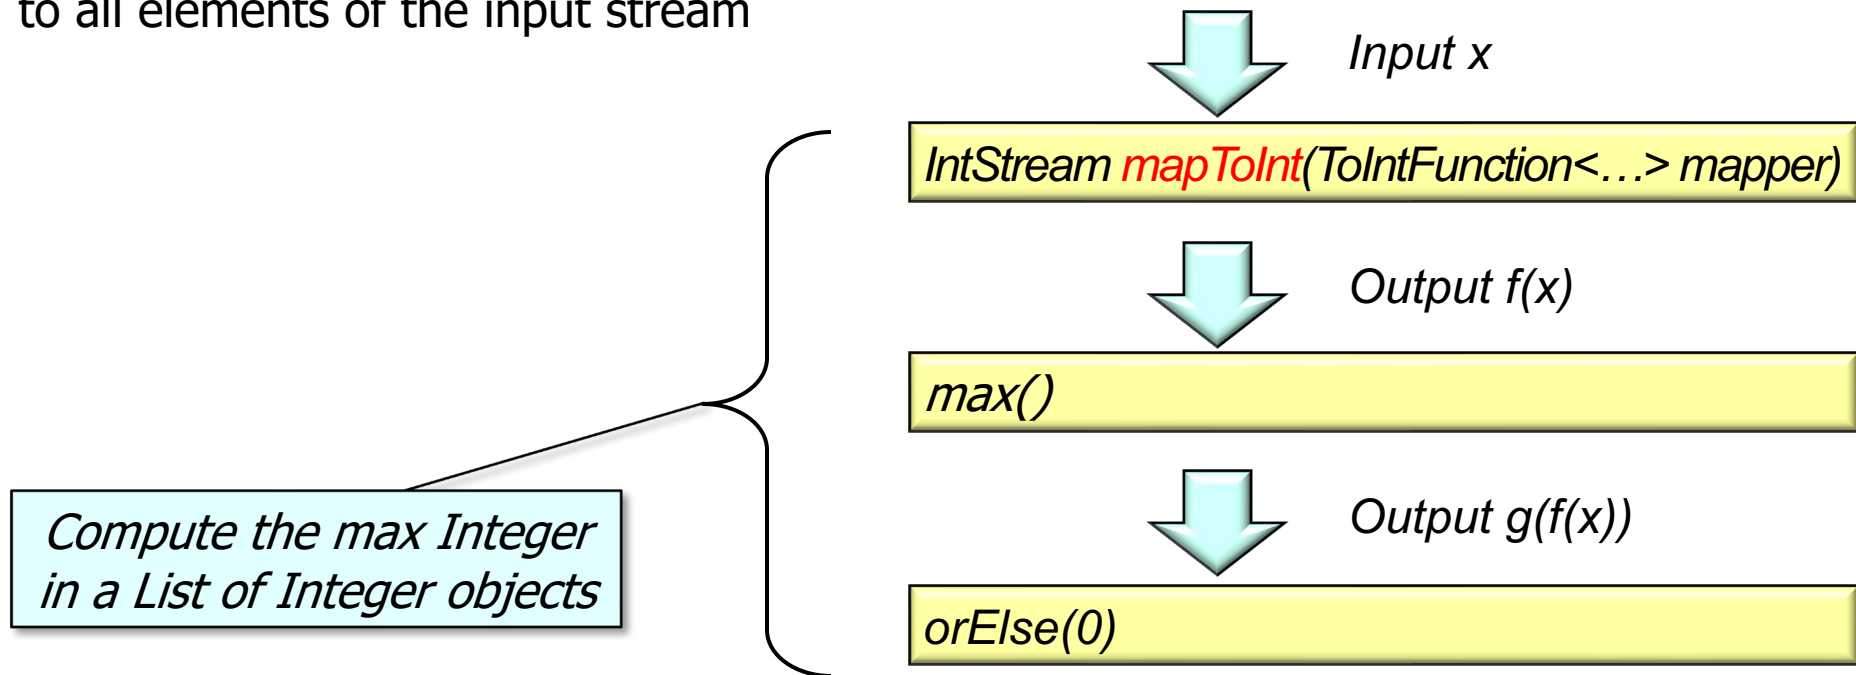 to all elements of the input stream
Input x
IntStream mapToInt(ToIntFunction<…> mapper)
Output f(x)
max()
Compute the max Integer
in a List of Integer objects
Output g(f(x))
orElse(0)